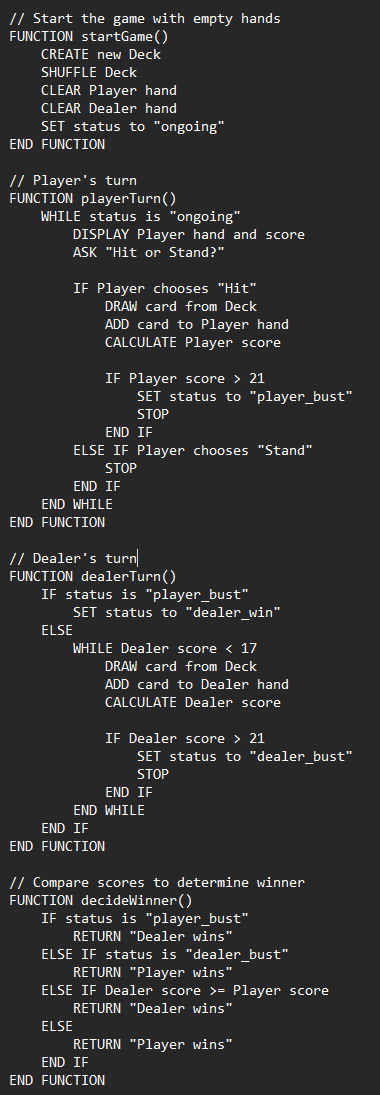 // Start the game with empty hands
FUNCTION startGame()
    CREATE new Deck
    SHUFFLE Deck
    CLEAR Player hand
    CLEAR Dealer hand
    SET status to "ongoing"
END FUNCTION

// Player's turn
FUNCTION playerTurn()
    WHILE status is "ongoing"
        DISPLAY Player hand and score
        ASK "Hit or Stand?"

        IF Player chooses "Hit"
            DRAW card from Deck
            ADD card to Player hand
            CALCULATE Player score

            IF Player score > 21
                SET status to "player_bust"
                STOP
            END IF
        ELSE IF Player chooses "Stand"
            STOP
        END IF
    END WHILE
END FUNCTION

// Dealer's turn
FUNCTION dealerTurn()
    IF status is "player_bust"
        SET status to "dealer_win"
    ELSE
        WHILE Dealer score < 17
            DRAW card from Deck
            ADD card to Dealer hand
            CALCULATE Dealer score

            IF Dealer score > 21
                SET status to "dealer_bust"
                STOP
            END IF
        END WHILE
    END IF
END FUNCTION

// Compare scores to determine winner
FUNCTION decideWinner()
    IF status is "player_bust"
        RETURN "Dealer wins"
    ELSE IF status is "dealer_bust"
        RETURN "Player wins"
    ELSE IF Dealer score >= Player score
        RETURN "Dealer wins"
    ELSE
        RETURN "Player wins"
    END IF
END FUNCTION